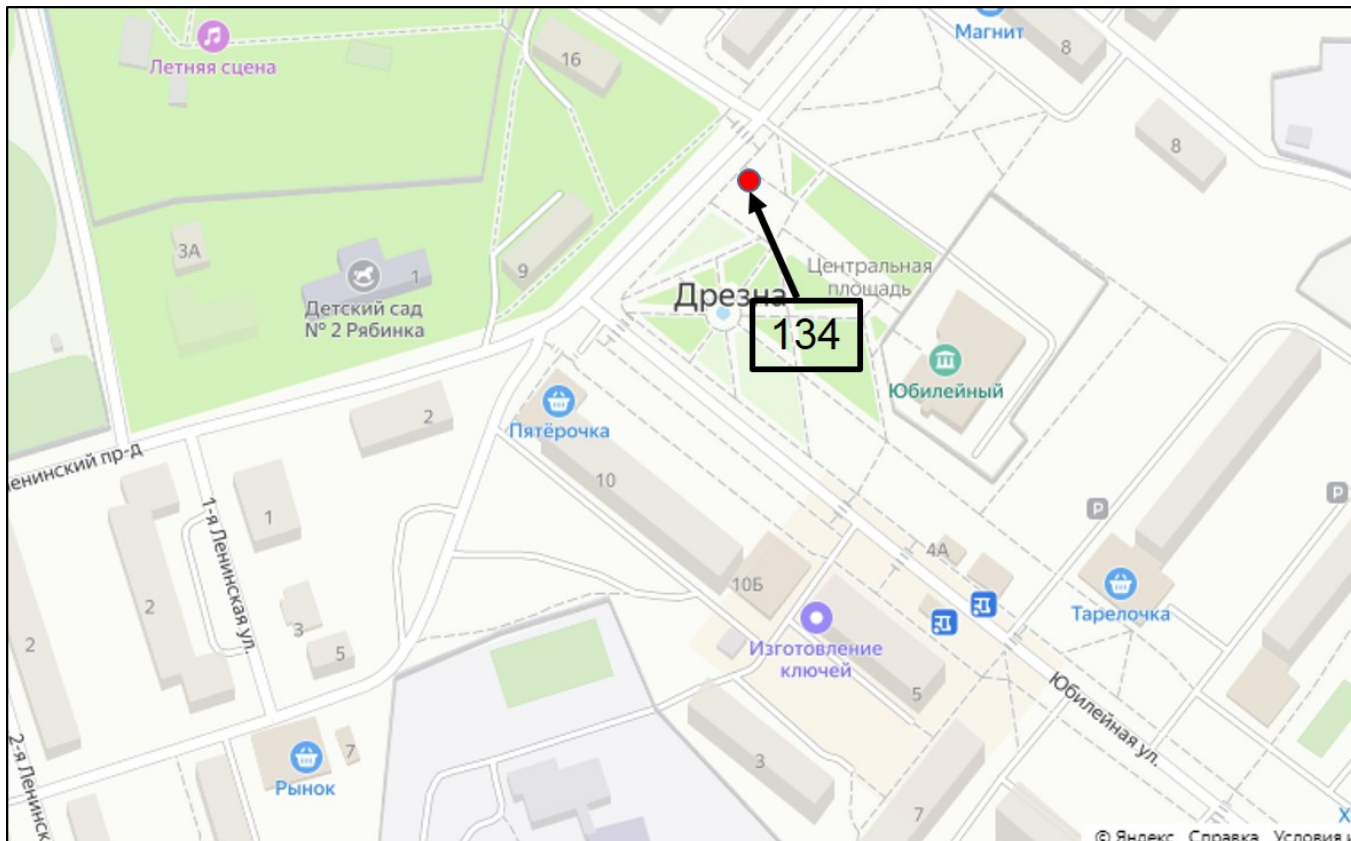 Магнит
8
16
Летняя сцена
8
3А
1
9
Детский сад
№ 2 Рябинка
Центральная
площадь
Дрезна
134
Юбилейный
2
Пятёрочка
енинский пр-д
10
1
1-я Ленинская ул.
P
P
4А
10Б
2
Тарелочка
3
Изготовление
ключей
2
5
5
Юбилейная ул.
2-я Ленинск
7
Рынок
3
7
Х
© Яндекс Справка Условия и